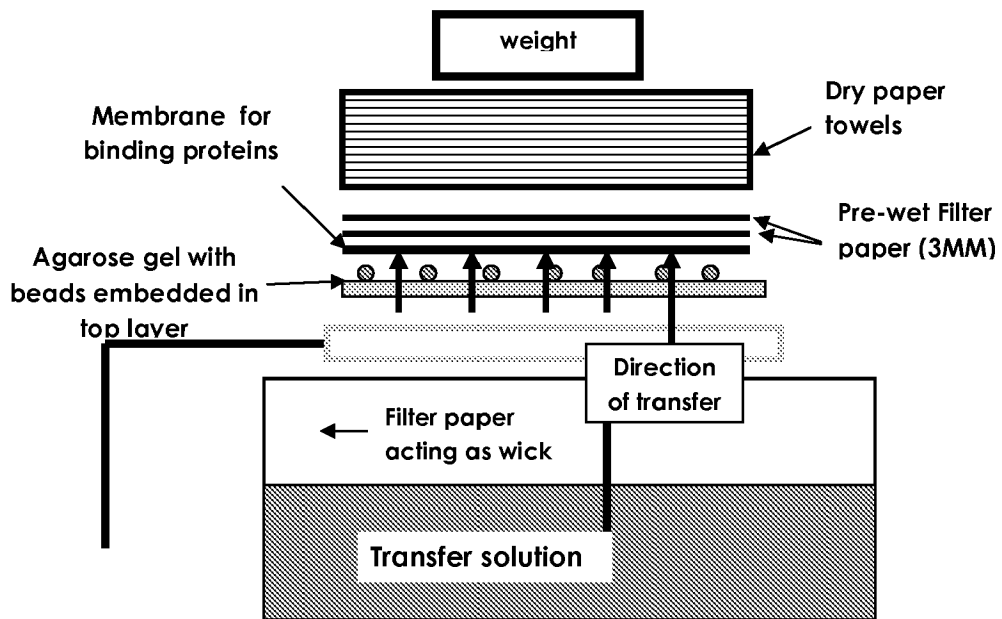 weight
Dry paper
towels
Membrane for
binding proteins
Pre-wet Filter
paper (3MM)
Agarose gel with
beads embedded in
top layer
Direction
of transfer
Filter paper
acting as wick
Transfer solution